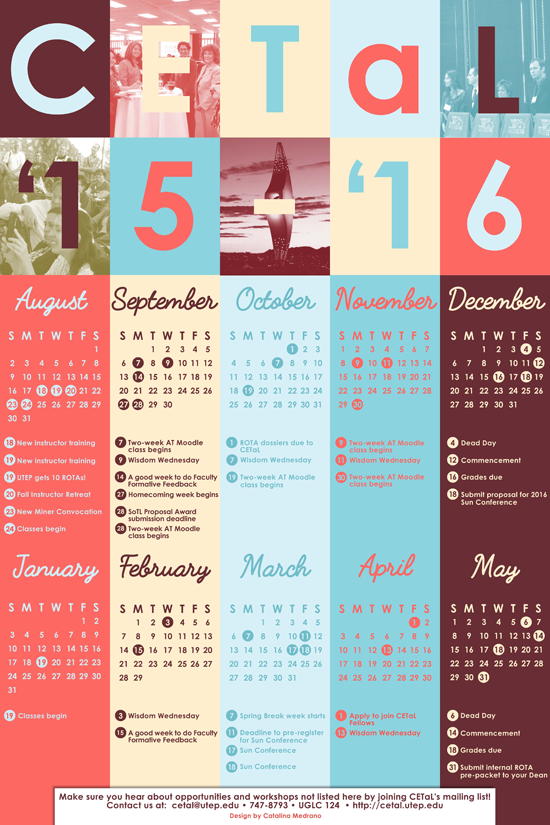 CETaL
'15-'16
August
S M T W T F S
1
2 3 4 5 6 7 8
9 10 11 12 13 14 15
16 17 18 19 20 21 22
23 24 25 26 27 28 29
30 31
18 New instructor training
19 New instructor training
19 UTEP gets 10 ROTAs!
20 Fall Instructor Retreat
23 New Miner Convocation
24 Classes begin
September
S M T W T F S
1 2 3 4 5
6 7 8 9 10 11 12
13 14 15 16 17 18 19
20 21 22 23 24 25 26
27 28 29 30
7 Two-week AT Moodle
class begins
9 Wisdom Wednesday
14 A good week to do Faculty
Formative Feedback
27 Homecoming week begins
28 SoTL Proposal Award
submission deadline
28 Two-week AT Moodle
class begins
October
S M T W T F S
1 2 3
4 5 6 7 8 9 10
11 12 13 14 15 16 17
18 19 20 21 22 23 24
25 26 27 28 29 30 31
1 ROTA dossiers due to
CETaL
7 Wisdom Wednesday
19 Two-week AT Moodle
class begins
November
S M T W T F S
1 2 3 4 5 6 7
8 9 10 11 12 13 14
15 16 17 18 19 20 21
22 23 24 25 26 27 28
29 30
9 Two-week AT Moodle
class begins
11 Wisdom Wednesday
30 Two-week AT Moodle
class begins
December
S M T W T F S
1 2 3 4 5
6 7 8 9 10 11 12
13 14 15 16 17 18 19
20 21 22 23 24 25 26
27 28 29 30 31
4 Dead Day
12 Commencement
16 Grades due
18 Submit proposal for 2016
Sun Conference
January
S M T W T F S
1 2
3 4 5 6 7 8 9
10 11 12 13 14 15 16
17 18 19 20 21 22 23
24 25 26 27 28 29 30
31
19 Classes begin
February
S M T W T F S
1 2 3 4 5 6
7 8 9 10 11 12 13
14 15 16 17 18 19 20
21 22 23 24 25 26 27
28 29
3 Wisdom Wednesday
15 A good week to do Faculty
Formative Feedback
March
S M T W T F S
1 2 3 4 5
6 7 8 9 10 11 12
13 14 15 16 17 18 19
20 21 22 23 24 25 26
27 28 29 30 31
7 Spring Break week starts
11 Deadline to pre-register
for Sun Conference
17 Sun Conference
18 Sun Conference
April
S M T W T F S
1 2
3 4 5 6 7 8 9
10 11 12 13 14 15 16
17 18 19 20 21 22 23
24 25 26 27 28 29 30
1 Apply to join CETaL
Fellows
13 Wisdom Wednesday
May
S M T W T F S
1 2 3 4 5 6 7
8 9 10 11 12 13 14
15 16 17 18 19 20 21
22 23 24 25 26 27 28
29 30 31
6 Dead Day
14 Commencement
18 Grades due
31 Submit internal ROTA
pre-packet to your Dean
Make sure you hear about opportunities and workshops not listed here by joining CETaL's mailing list!
Contact us at: cetal@utep.edu • 747-8793 • UGLC 124 • http://cetal.utep.edu
Design by Catalina Medrano